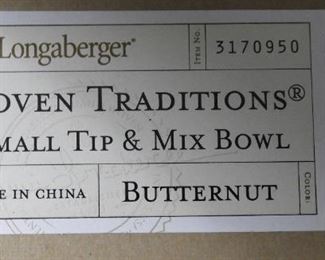 Longaberger®
ITEM NO.
3170950
OVEN TRADITIONS®
MALL TIP & MIX BOWL
E IN CHINA
BUTTERNUT
COLOR: